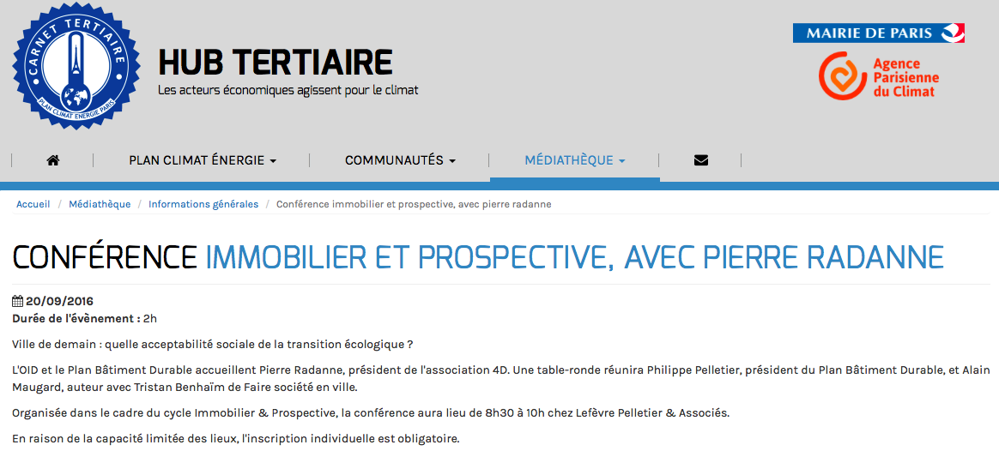 CARNET TERTIAIRE
PLAN CLIMAT ENERGIE PARIS
HUB TERTIAIRE
Les acteurs économiques agissent pour le climat
MAIRIE DE PARIS
Agence
Parisienne
du Climat
PLAN CLIMAT ÉNERGIE
COMMUNAUTÉS
MÉDIATHÈQUE
Accueil / Médiathèque / Informations générales / Conférence immobilier et prospective, avec pierre radanne
CONFÉRENCE IMMOBILIER ET PROSPECTIVE, AVEC PIERRE RADANNE
20/09/2016
Durée de l'évènement : 2h
Ville de demain : quelle acceptabilité sociale de la transition écologique ?
L'OID et le Plan Bâtiment Durable accueillent Pierre Radanne, président de l'association 4D. Une table-ronde réunira Philippe Pelletier, président du Plan Bâtiment Durable, et Alain
Maugard, auteur avec Tristan Benhaïm de Faire société en ville.
Organisée dans le cadre du cycle Immobilier & Prospective, la conférence aura lieu de 8h30 à 10h chez Lefèvre Pelletier & Associés.
En raison de la capacité limitée des lieux, l'inscription individuelle est obligatoire.